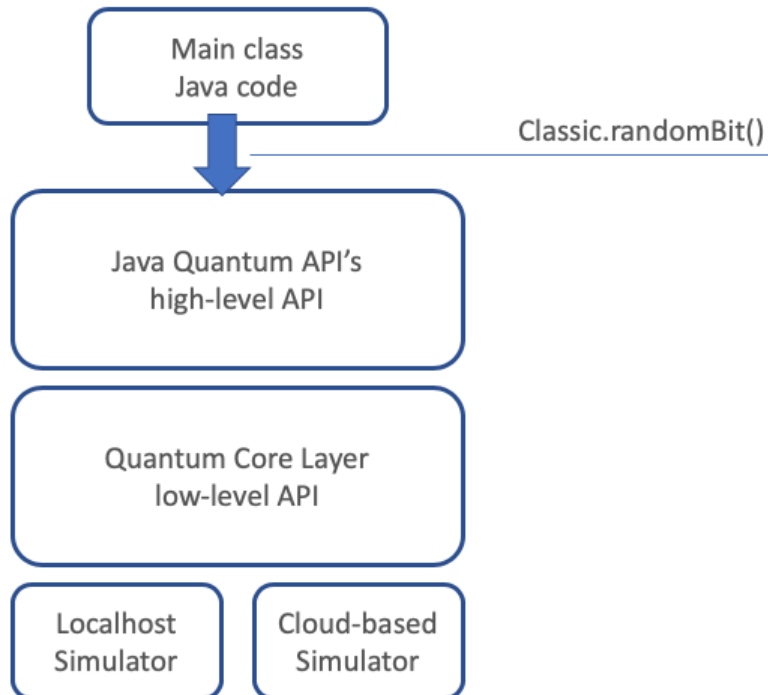 Main class
Java code
Classic.randomBit()
Java Quantum API's
high-level API
Quantum Core Layer
low-level API
Localhost
Simulator
Cloud-based
Simulator